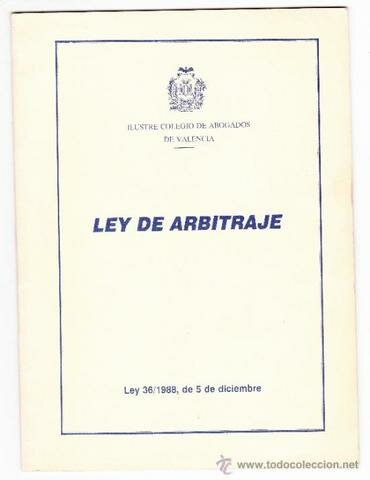 ILUSTRE COLEGIO DE ABOGADOS
DE VALENCIA
LEY DE ARBITRAJE
Ley 36/1988, de 5 de diciembre
www.todocoleccion.net